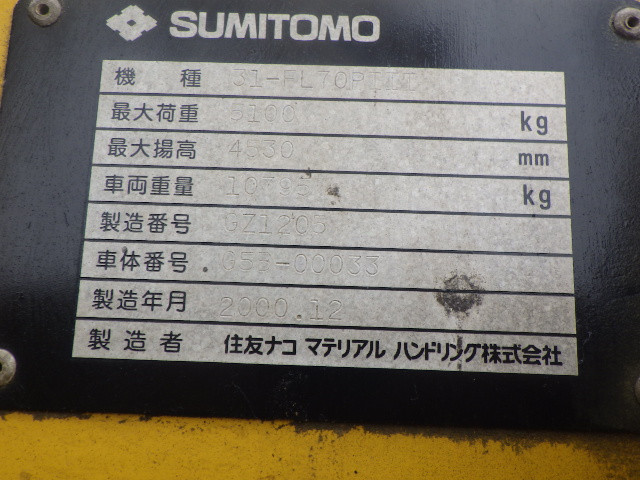 SUMITOMO
機種 31-FL70PIII
最大荷重 5100 kg
最大揚高 4530 mm
車両重量 10795 kg
製造番号 GZ1205
車体番号 G57-00033
製造年月 2000.12
製造者 住友ナコ マテリアル ハンドリング株式会社